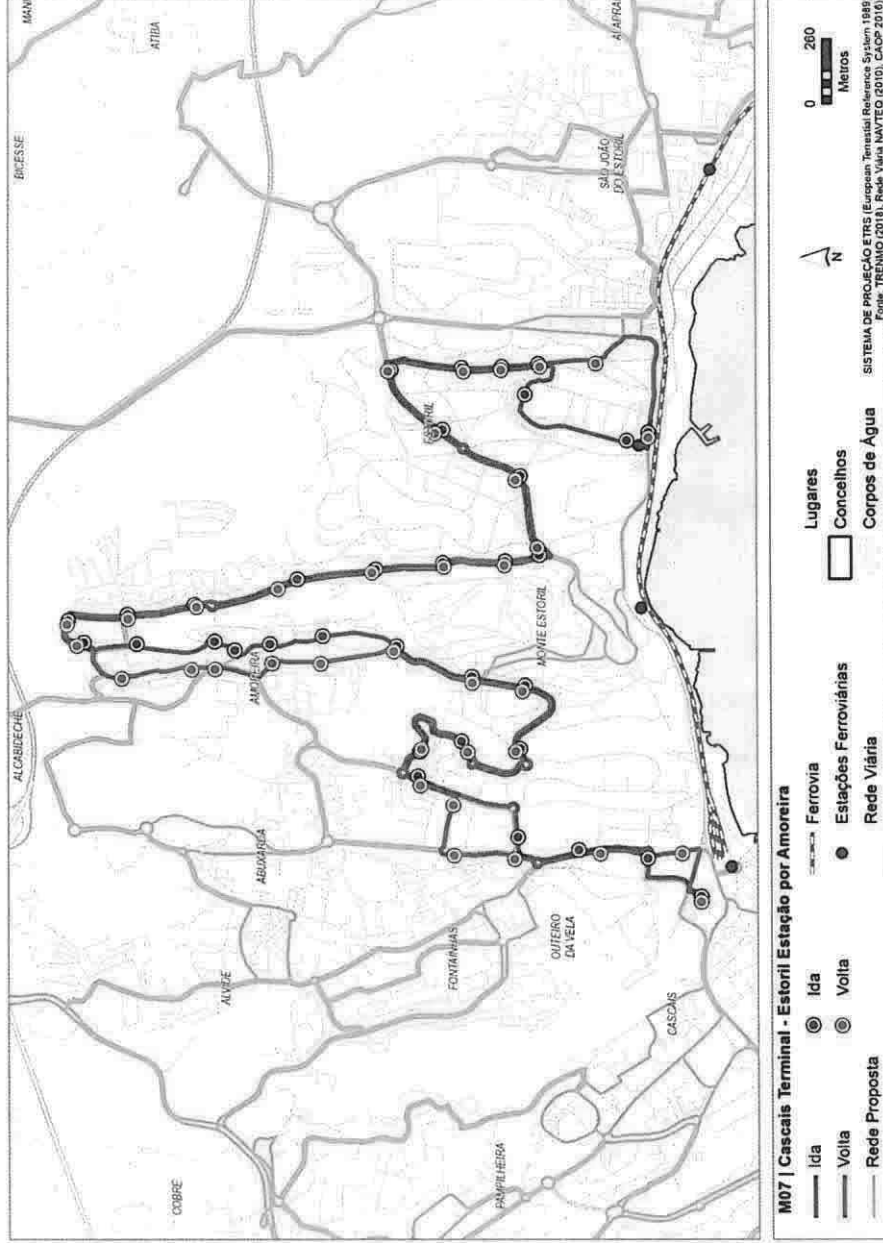 ALCABIDECHE
BICESSE
MANI
ATIBA
COBRE
ALVIDE
ABUXARDA
AMOREIRA
ESTORIL
FONTAINHAS
PAMPILHEIRA
MONTE ESTORIL
OUTEIRO
DA VELA
SÃO JOÃO
DO ESTORIL
ALAPRA
CASCAIS
M07 | Cascais Terminal - Estoril Estação por Amoreira
Ida
Ida
Ferrovia
Lugares
Volta
Volta
Estações Ferroviárias
Concelhos
Rede Proposta
Rede Viária
Corpos de Água
N
0 260
Metros
SISTEMA DE PROJEÇÃO ETRS (European Terrestrial Reference System 1989)
Fonte: TRENMO (2018), Rede Viária NAVTEQ (2010), CAOP 2016)